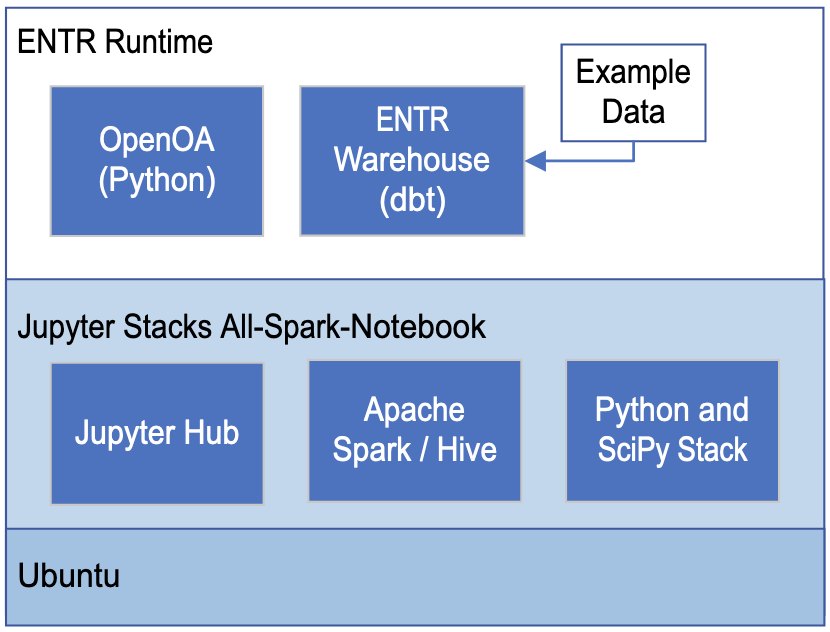 ENTR Runtime
OpenOA
(Python)
ENTR
Warehouse
(dbt)
Example
Data
Jupyter Stacks All-Spark-Notebook
Jupyter Hub
Apache
Spark / Hive
Python and
SciPy Stack
Ubuntu